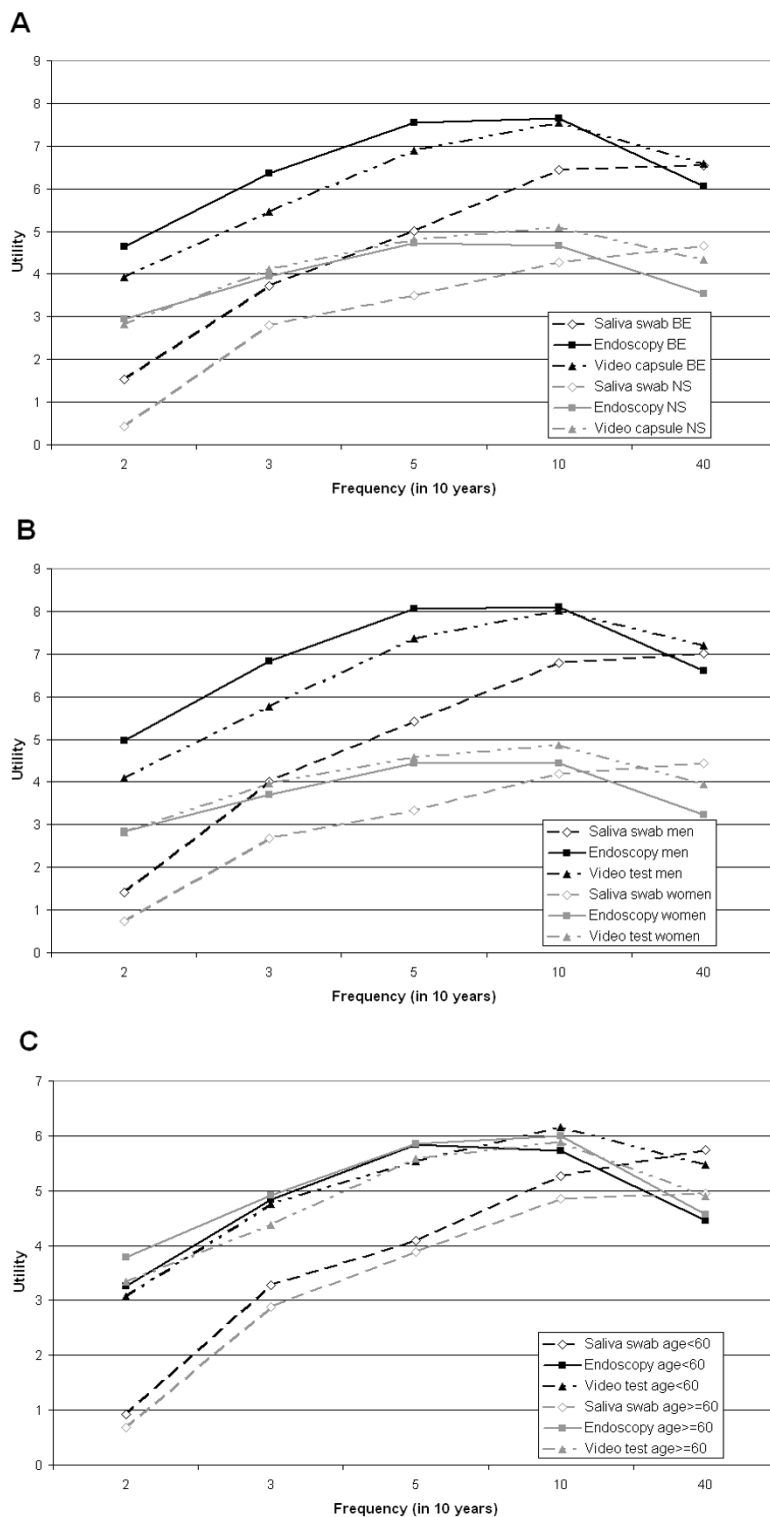 A
9
8
7
6
5
4
3
2
1
0
Utility
2 3 5 10 40
Frequency (in 10 years)
Saliva swab BE
Endoscopy BE
Video capsule BE
Saliva swab NS
Endoscopy NS
Video capsule NS
B
9
8
7
6
5
4
3
2
1
0
Utility
2 3 5 10 40
Frequency (in 10 years)
Saliva swab men
Endoscopy men
Video test men
Saliva swab women
Endoscopy women
Video test women
C
7
6
5
4
3
2
1
0
Utility
2 3 5 10 40
Frequency (in 10 years)
Saliva swab age<60
Endoscopy age<60
Video test age<60
Saliva swab age>=60
Endoscopy age>=60
Video test age>=60